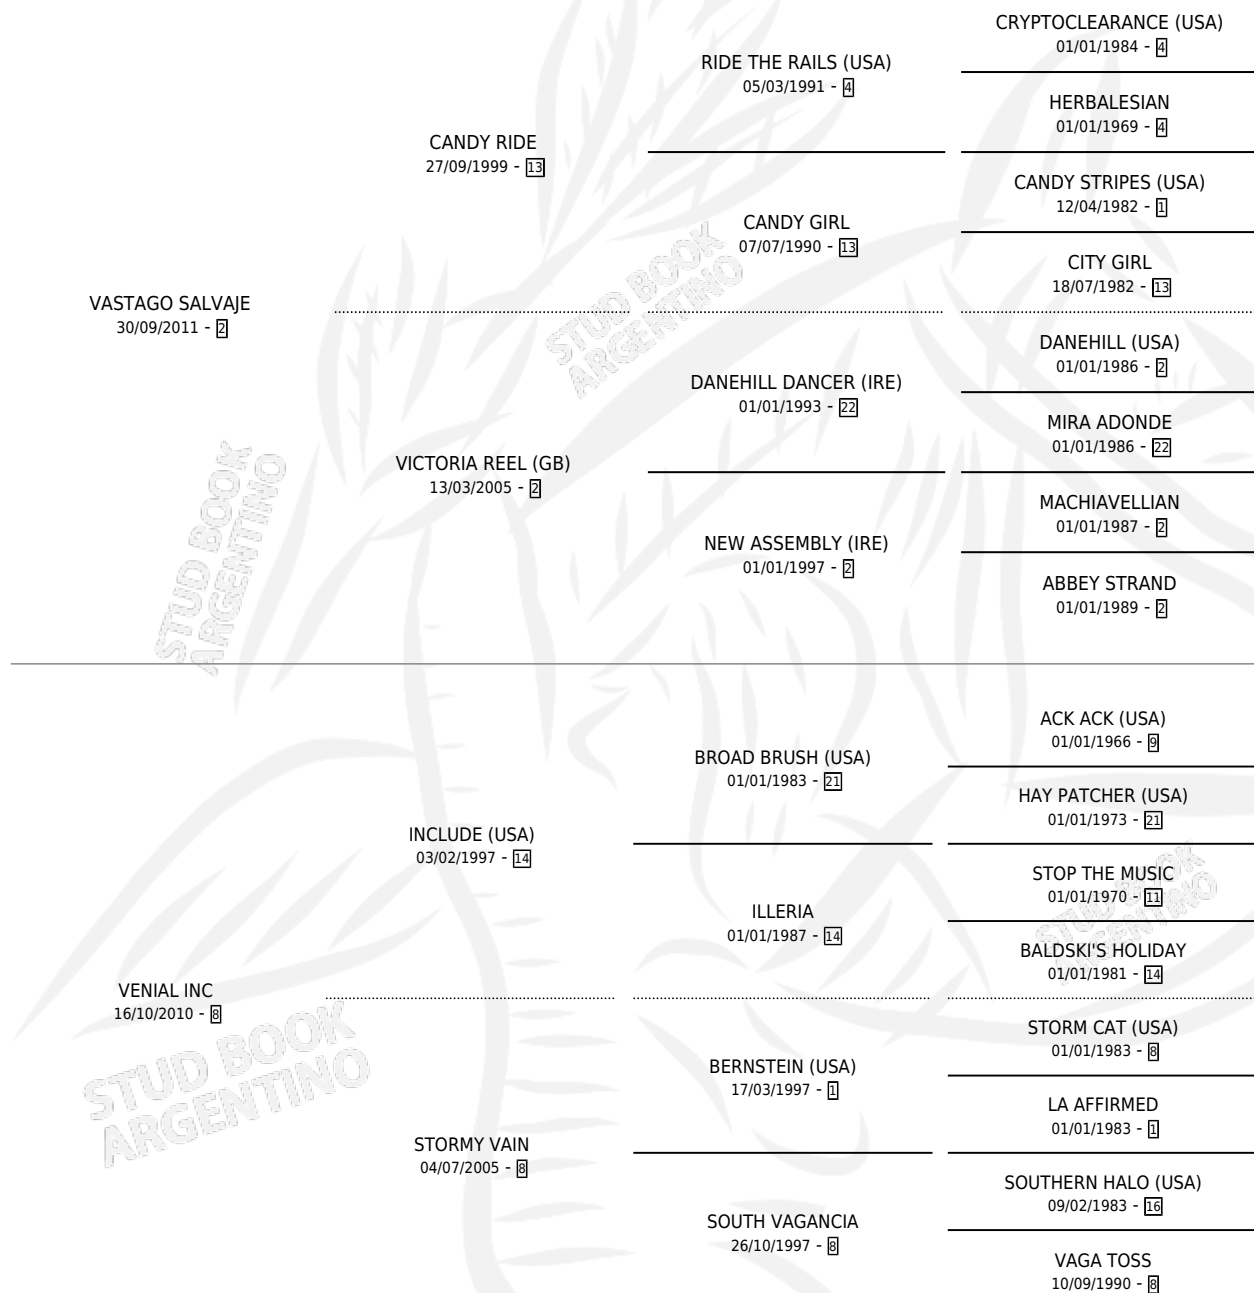 CRYPTOCLEARANCE (USA)
01/01/1984 - 4
RIDE THE RAILS (USA)
05/03/1991 - 4
HERBALESIAN
01/01/1969 - 4
CANDY RIDE
27/09/1999 - 13
CANDY STRIPES (USA)
12/04/1982 - 1
CANDY GIRL
07/07/1990 - 13
CITY GIRL
18/07/1982 - 13
VASTAGO SALVAJE
30/09/2011 - 2
DANEHILL (USA)
01/01/1986 - 2
DANEHILL DANCER (IRE)
01/01/1993 - 22
MIRA ADONDE
01/01/1986 - 22
VICTORIA REEL (GB)
13/03/2005 - 2
MACHIAVELLIAN
01/01/1987 - 2
NEW ASSEMBLY (IRE)
01/01/1997 - 2
ABBEY STRAND
01/01/1989 - 2
ACK ACK (USA)
01/01/1966 - 9
BROAD BRUSH (USA)
01/01/1983 - 21
HAY PATCHER (USA)
01/01/1973 - 21
INCLUDE (USA)
03/02/1997 - 14
STOP THE MUSIC
01/01/1970 - 11
ILLERIA
01/01/1987 - 14
BALDSKI'S HOLIDAY
01/01/1981 - 14
VENIAL INC
16/10/2010 - 8
STORM CAT (USA)
01/01/1983 - 8
BERNSTEIN (USA)
17/03/1997 - 1
LA AFFIRMED
01/01/1983 - 1
STORMY VAIN
04/07/2005 - 8
SOUTHERN HALO (USA)
09/02/1983 - 16
SOUTH VAGANCIA
26/10/1997 - 8
VAGA TOSS
10/09/1990 - 8
STUD BOOK
ARGENTINO
STUD BOOK
ARGENTINO
STUD BOOK
ARGENTINO
STUD BOOK
ARGENTINO